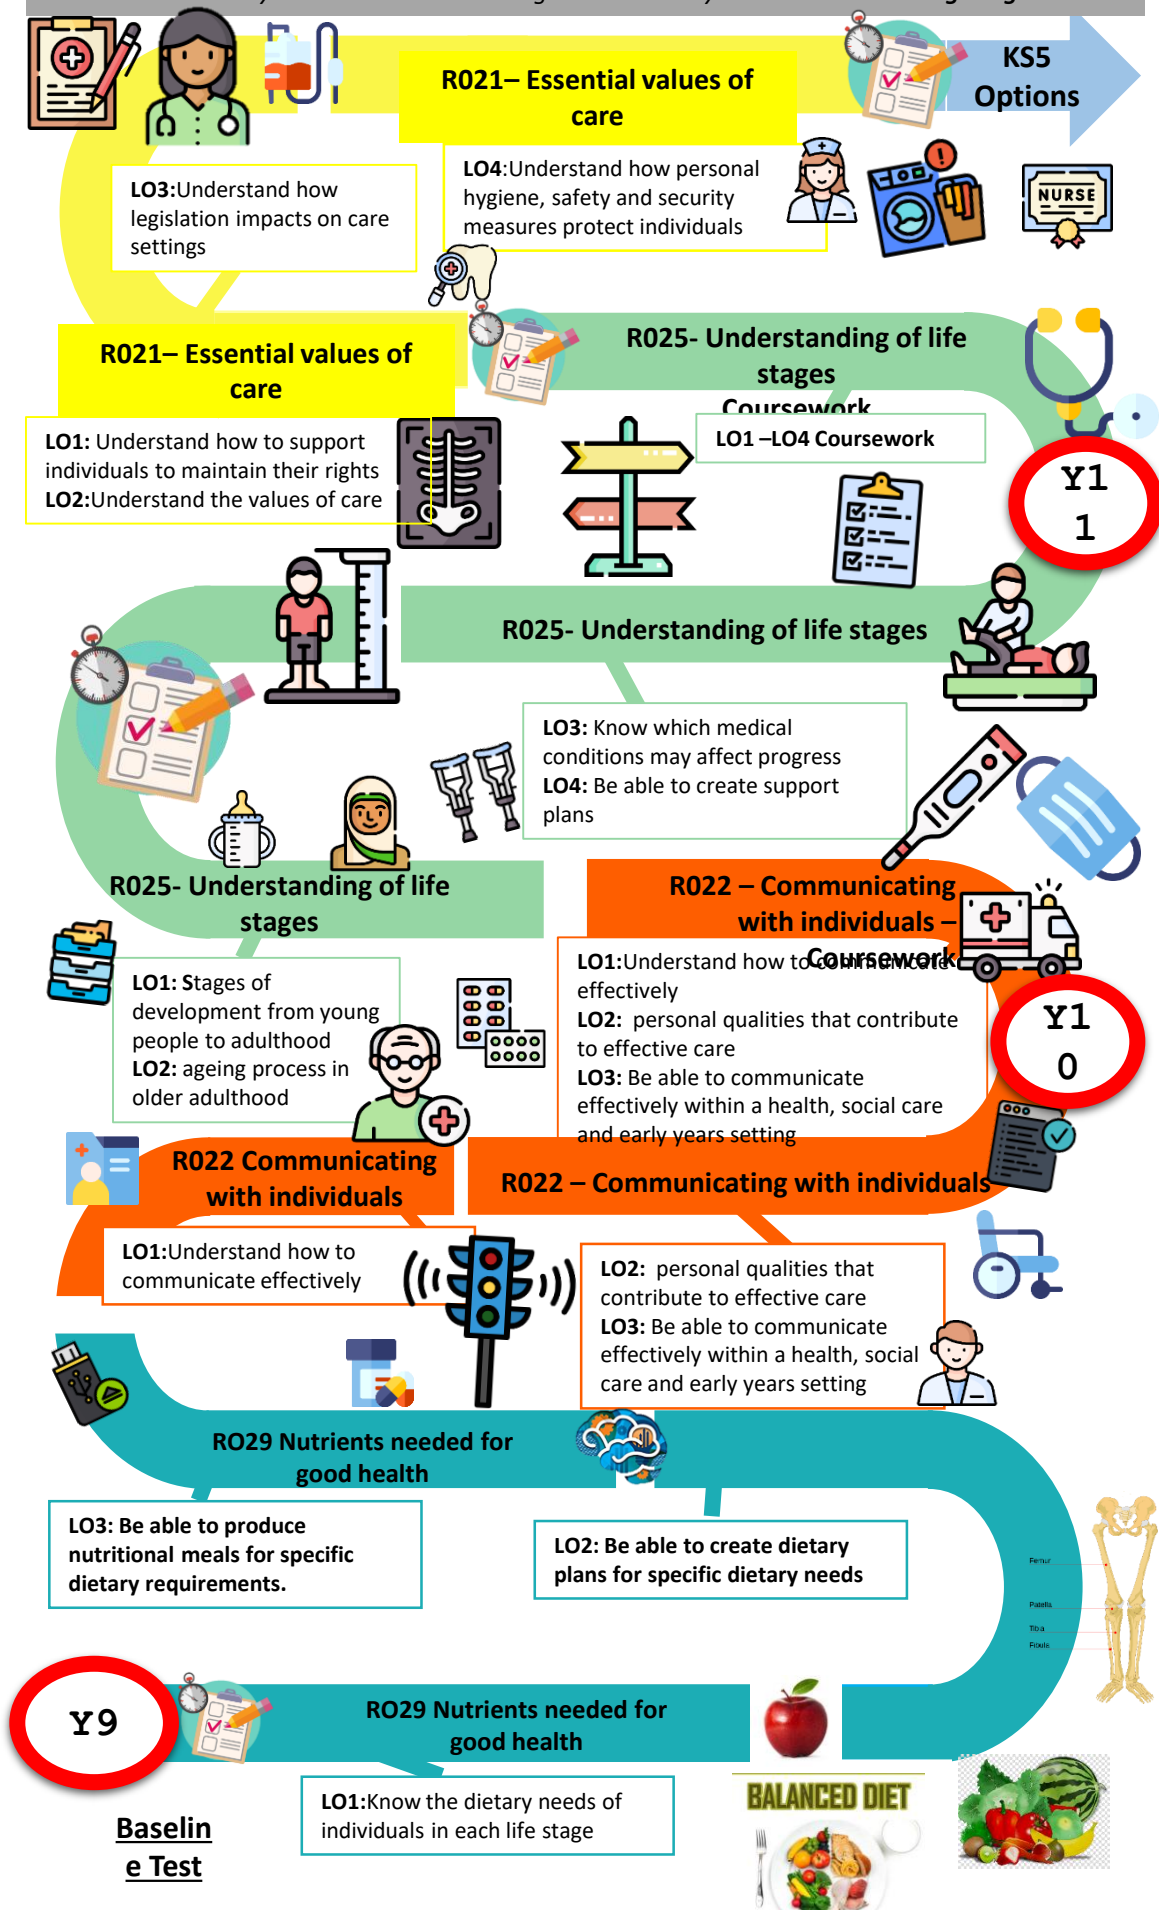 R021– Essential values of
care
KS5
Options
LO3:Understand how
legislation impacts on care
settings
LO4:Understand how personal
hygiene, safety and security
measures protect individuals
NURSE
R021– Essential values of
care
R025- Understanding of life
stages
Coursework
LO1 –LO4 Coursework
LO1: Understand how to support
individuals to maintain their rights
LO2:Understand the values of care
Y1
1
R025- Understanding of life stages
LO3: Know which medical
conditions may affect progress
LO4: Be able to create support
plans
R025- Understanding of life
stages
R022 – Communicating
with individuals –
Coursework
LO1: Stages of
development from young
people to adulthood
LO2: ageing process in
older adulthood
LO1:Understand how to communicate
effectively
LO2:  personal qualities that contribute
to effective care
LO3: Be able to communicate
effectively within a health, social care
and early years setting
Y1
0
R022 Communicating
with individuals
R022 – Communicating with individuals
LO1:Understand how to
communicate effectively
LO2:  personal qualities that
contribute to effective care
LO3: Be able to communicate
effectively within a health, social
care and early years setting
RO29 Nutrients needed for
good health
LO3: Be able to produce
nutritional meals for specific
dietary requirements.
LO2: Be able to create dietary
plans for specific dietary needs
Femur
Patella
Tibia
Fibula
Y9
RO29 Nutrients needed for
good health
LO1:Know the dietary needs of
individuals in each life stage
Baselin
e Test
BALANCED DIET